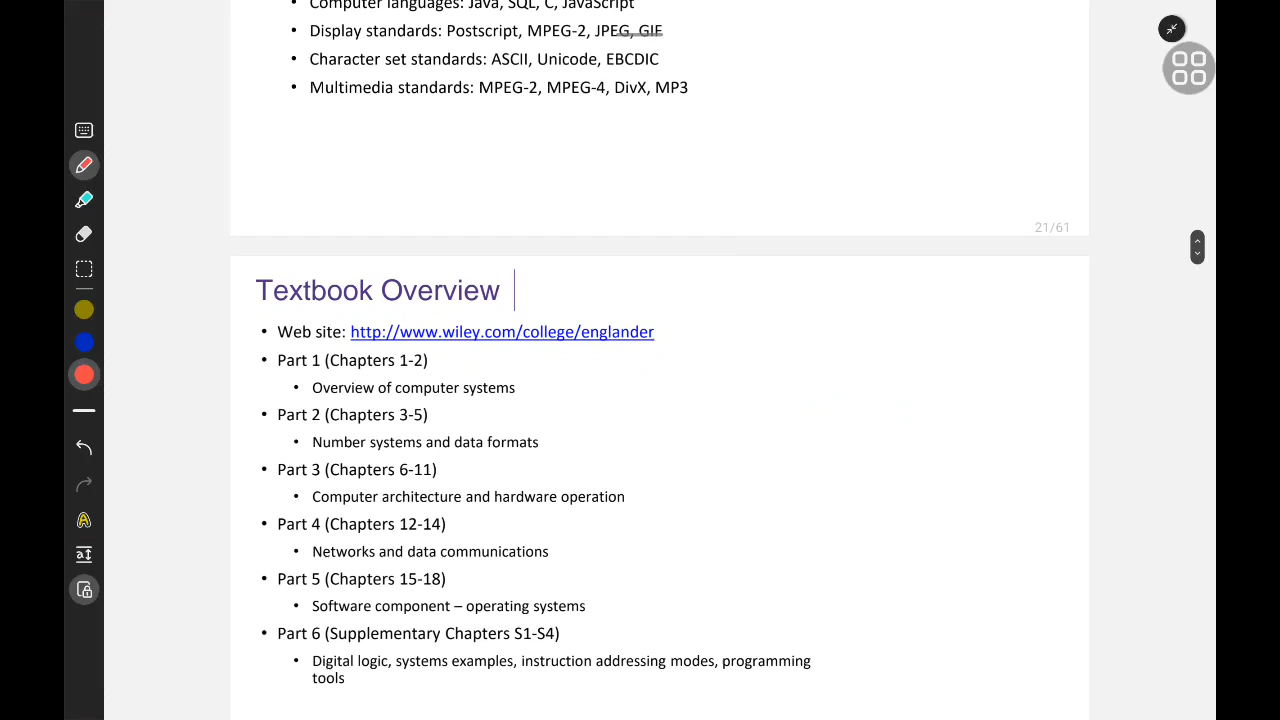 • Computer languages: Java, SQL, C, JavaScript
• Display standards: Postscript, MPEG-2, JPEG, GIF
• Character set standards: ASCII, Unicode, EBCDIC
• Multimedia standards: MPEG-2, MPEG-4, DivX, MP3
21/61
Textbook Overview
• Web site: http://www.wiley.com/college/englander
• Part 1 (Chapters 1-2)
• Overview of computer systems
• Part 2 (Chapters 3-5)
• Number systems and data formats
• Part 3 (Chapters 6-11)
• Computer architecture and hardware operation
• Part 4 (Chapters 12-14)
• Networks and data communications
• Part 5 (Chapters 15-18)
• Software component – operating systems
• Part 6 (Supplementary Chapters S1-S4)
• Digital logic, systems examples, instruction addressing modes, programming
tools